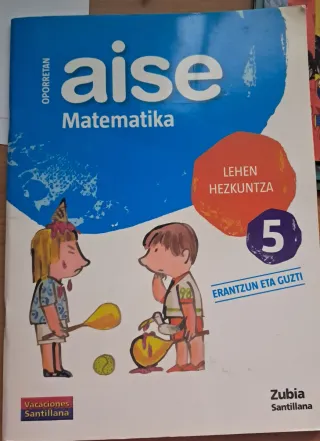 OPORRETAN
aise
Matematika
LEHEN
HEZKUNTZA
5
ERANTZUN ETA GUZTI
Vacaciones
Santillana
Zubia
Santillana